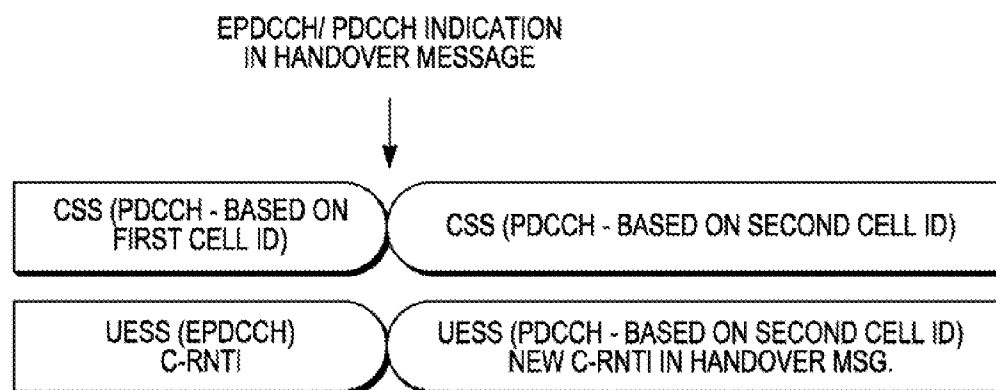 EPDCCH/ PDCCH INDICATION
IN HANDOVER MESSAGE
CSS (PDCCH - BASED ON
FIRST CELL ID)
CSS (PDCCH - BASED ON SECOND CELL ID)
UESS (EPDCCH)
C-RNTI
UESS (PDCCH - BASED ON SECOND CELL ID)
NEW C-RNTI IN HANDOVER MSG.